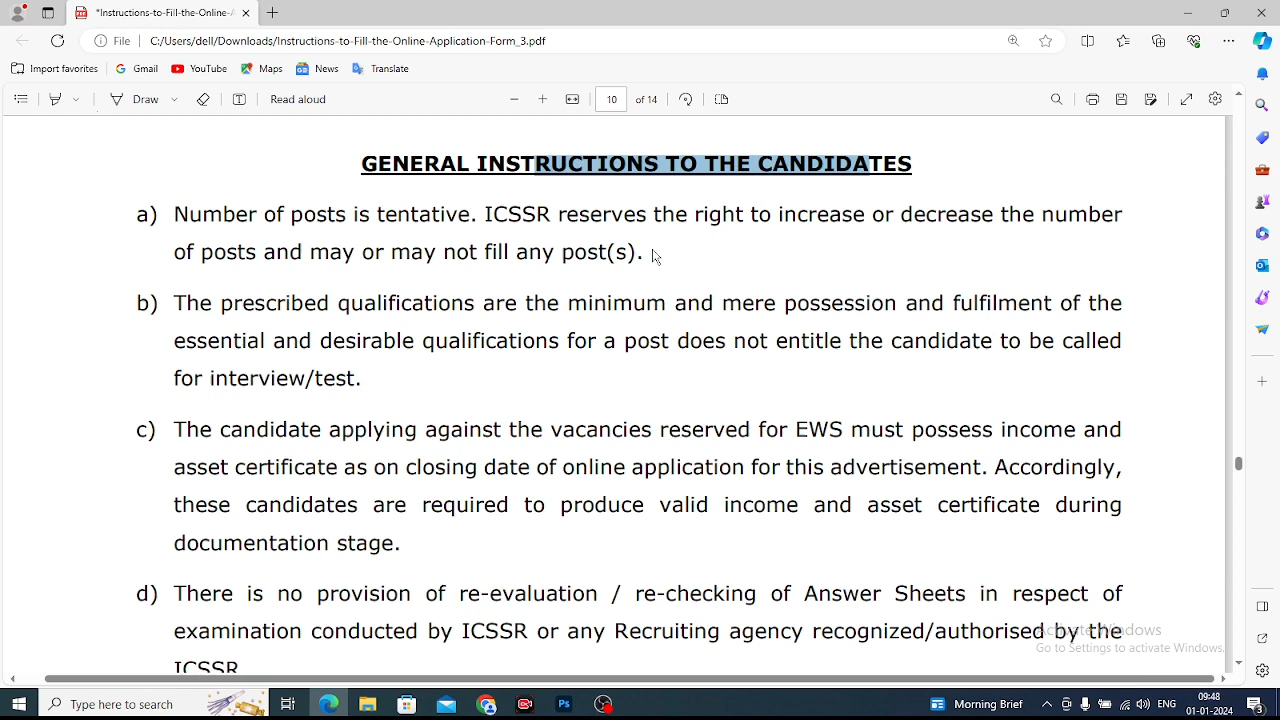 *Instructions-to-Fill-the-Online-A
File C:/Users/dell/Downloads/Instructions-to-Fill-the-Online-Application-Form_3.pdf
Import favorites Gmail YouTube Maps News Translate
Draw Read aloud 10 of 14
GENERAL INSTRUCTIONS TO THE CANDIDATES
a) Number of posts is tentative. ICSSR reserves the right to increase or decrease the number
of posts and may or may not fill any post(s).
b) The prescribed qualifications are the minimum and mere possession and fulfilment of the
essential and desirable qualifications for a post does not entitle the candidate to be called
for interview/test.
c) The candidate applying against the vacancies reserved for EWS must possess income and
asset certificate as on closing date of online application for this advertisement. Accordingly,
these candidates are required to produce valid income and asset certificate during
documentation stage.
d) There is no provision of re-evaluation / re-checking of Answer Sheets in respect of
examination conducted by ICSSR or any Recruiting agency recognized/authorised by the
ICSSR
Activate Windows
Go to Settings to activate Windows.
Type here to search Morning Brief ENG 09:48
01-01-2024 3